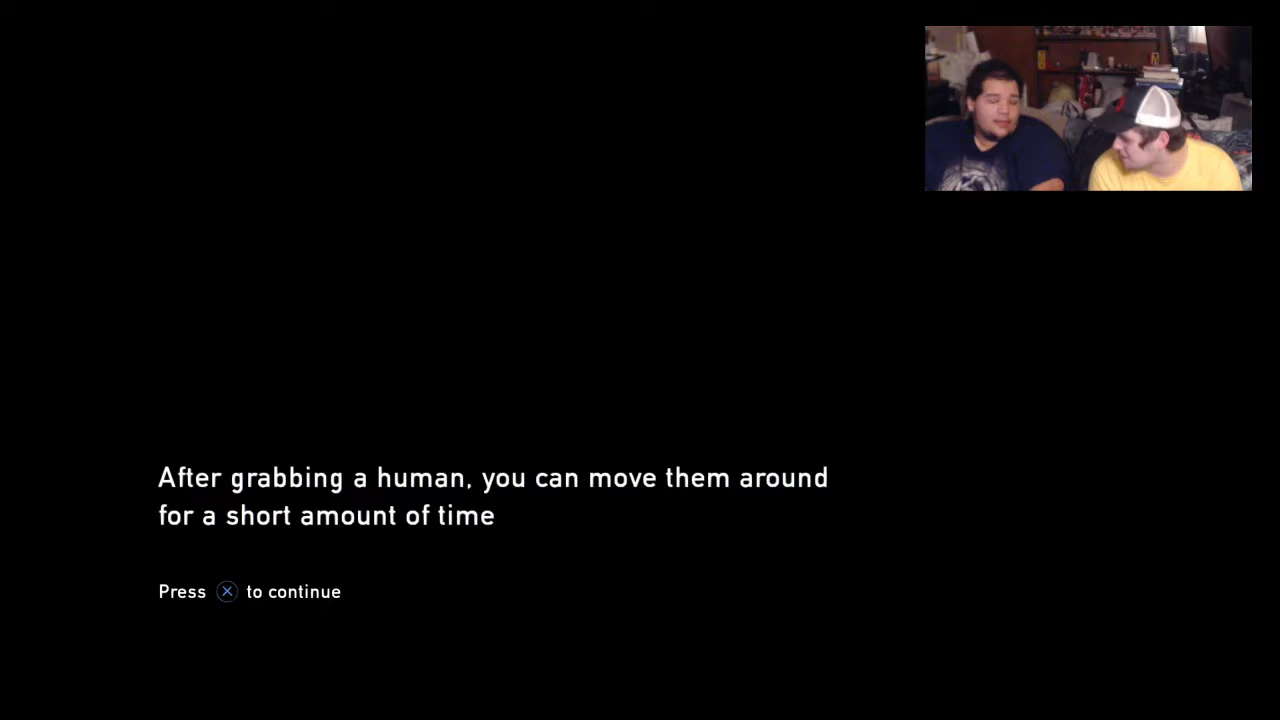 After grabbing a human, you can move them around
for a short amount of time
Press ⓧ to continue